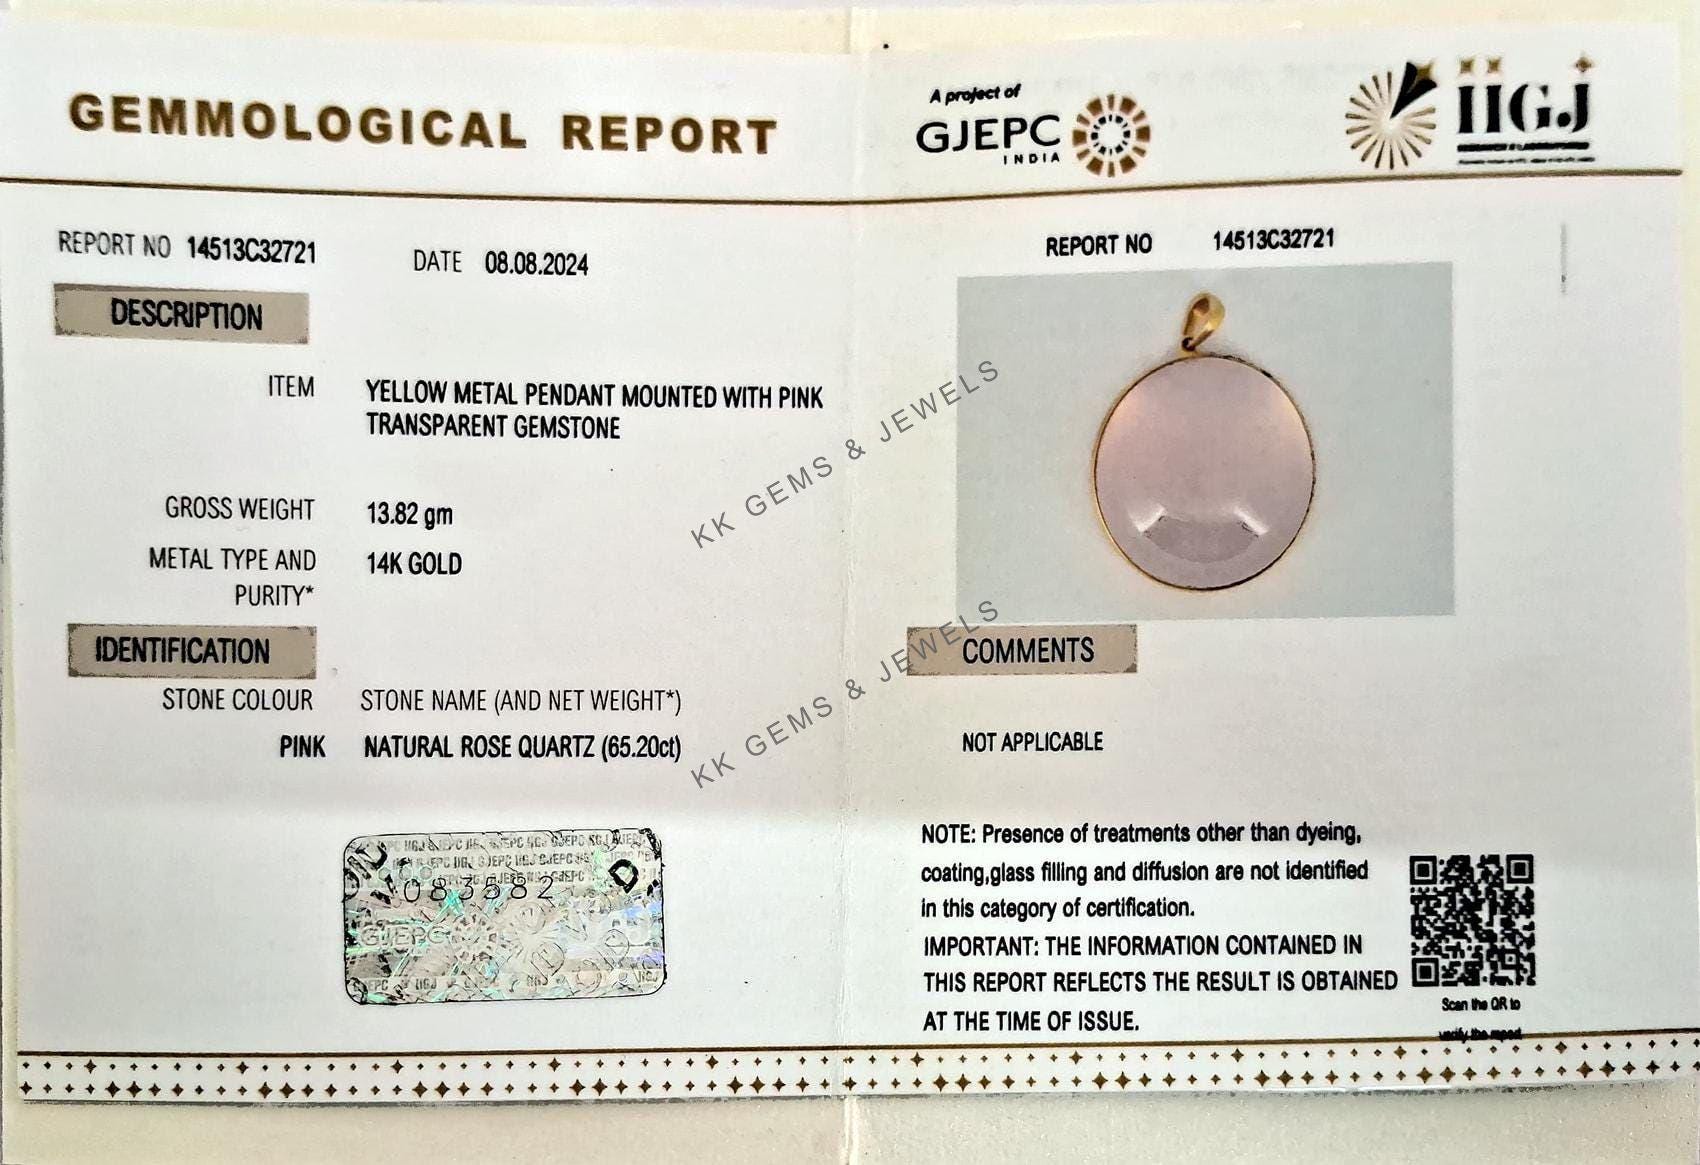 GEMMOLOGICAL REPORT
A project of
GJEPC
INDIA
IIGJ
REPORT NO 14513C32721
DATE 08.08.2024
DESCRIPTION
ITEM YELLOW METAL PENDANT MOUNTED WITH PINK
TRANSPARENT GEMSTONE
GROSS WEIGHT 13.82 gm
METAL TYPE AND 14K GOLD
PURITY*
IDENTIFICATION
STONE COLOUR STONE NAME (AND NET WEIGHT*)
PINK NATURAL ROSE QUARTZ (65.20ct)
083582
GJEPC
REPORT NO 14513C32721
COMMENTS
NOT APPLICABLE
NOTE: Presence of treatments other than dyeing,
coating,glass filling and diffusion are not identified
in this category of certification.
IMPORTANT: THE INFORMATION CONTAINED IN
THIS REPORT REFLECTS THE RESULT IS OBTAINED
AT THE TIME OF ISSUE.
Scan the QR to
verify the report
KK GEMS & JEWELS
KK GEMS & JEWELS